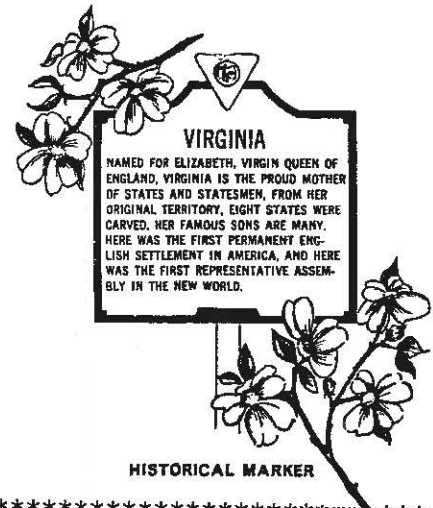 VIRGINIA
NAMED FOR ELIZABETH, VIRGIN QUEEN OF
ENGLAND, VIRGINIA IS THE PROUD MOTHER
OF STATES AND STATESMEN, FROM HER
ORIGINAL TERRITORY, EIGHT STATES WERE
CARVED. HER FAMOUS SONS ARE MANY.
HERE WAS THE FIRST PERMANENT ENG-
LISH SETTLEMENT IN AMERICA, AND HERE
WAS THE FIRST REPRESENTATIVE ASSEM-
BLY IN THE NEW WORLD.
HISTORICAL MARKER